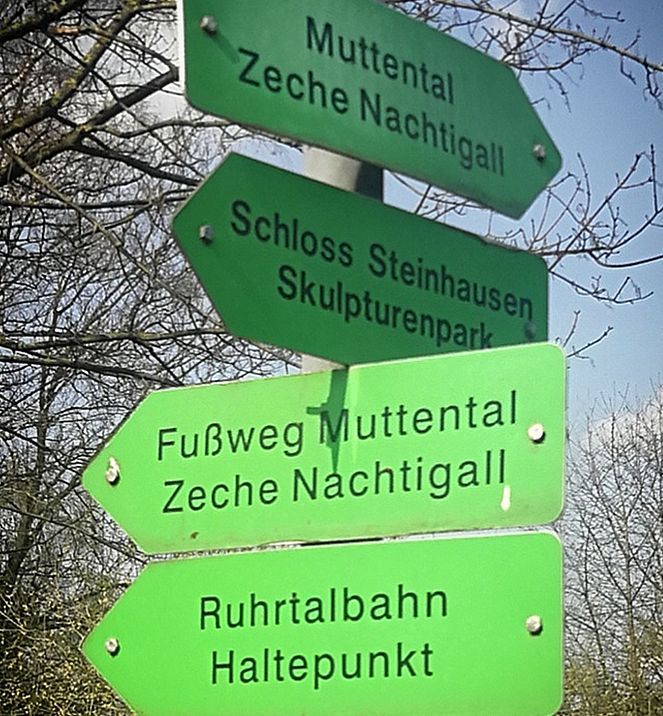 Muttental
Zeche Nachtigall
Schloss Steinhausen
Skulpturenpark
Fußweg Muttental
Zeche Nachtigall
Ruhrtalbahn
Haltepunkt